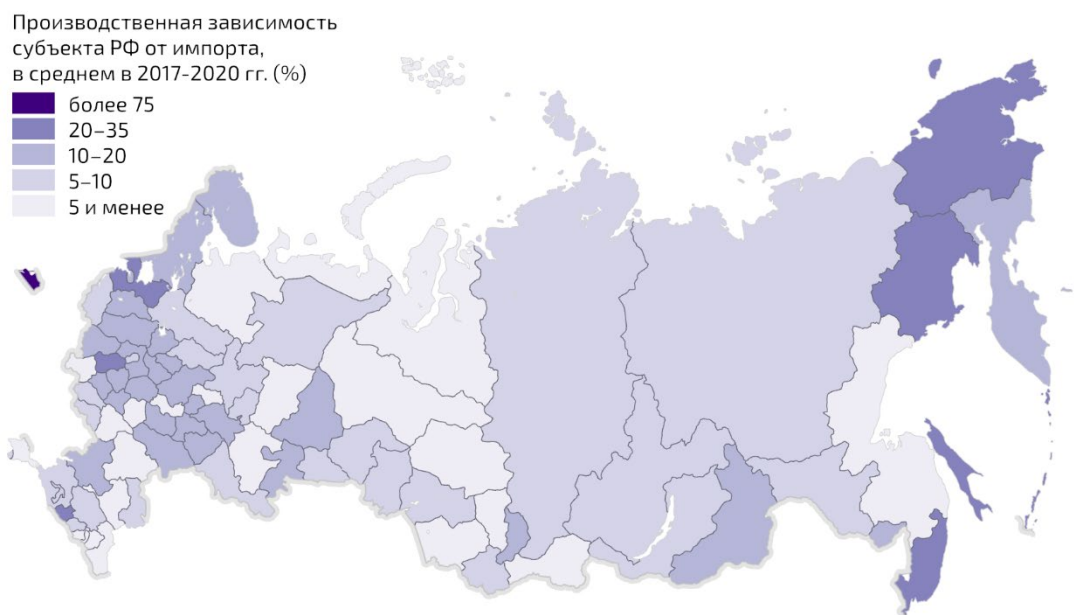 Производственная зависимость
субъекта РФ от импорта,
в среднем в 2017-2020 гг. (%)
более 75
20–35
10–20
5–10
5 и менее